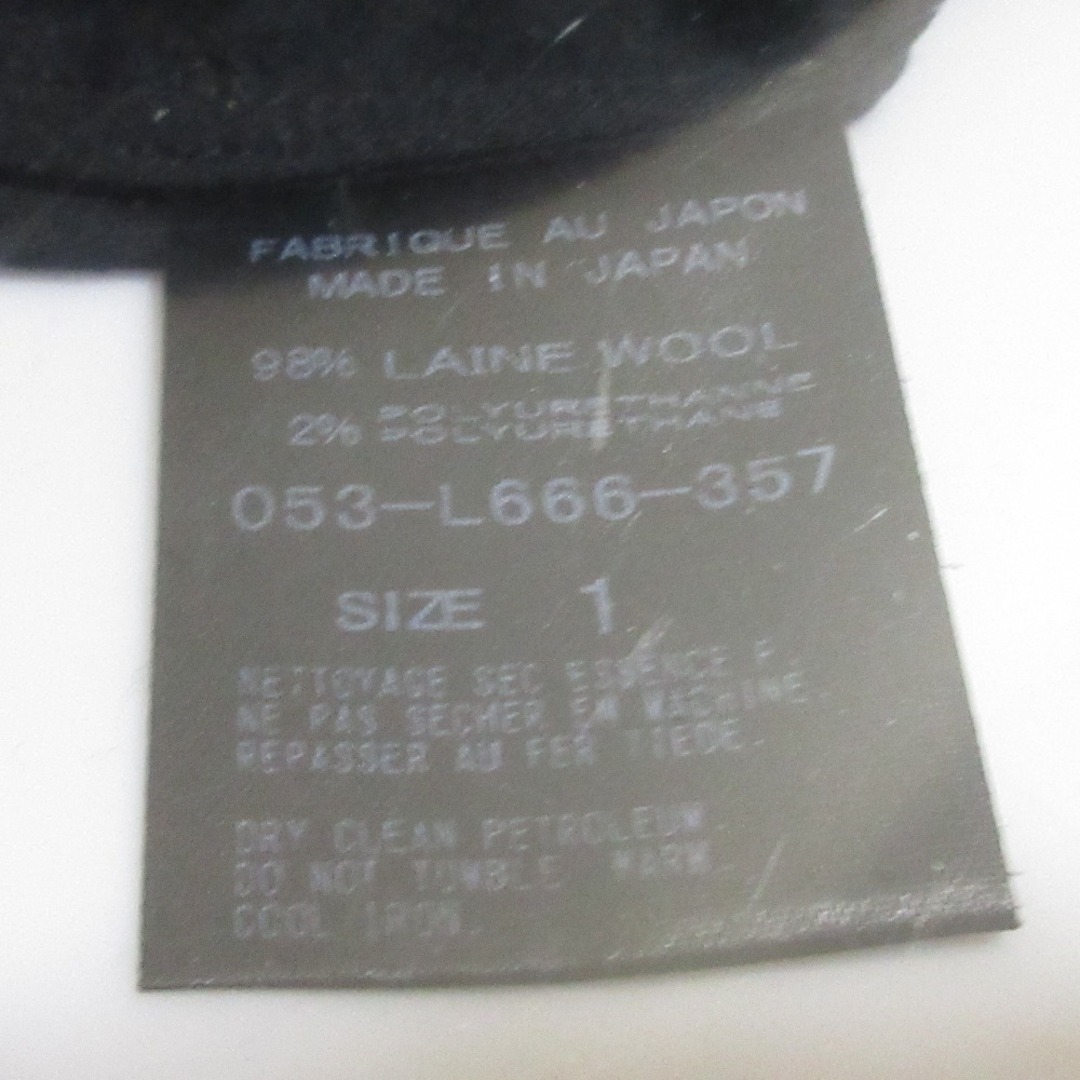 FABRIQUE AU JAPON
MADE IN JAPAN
98% LAINE WOOL
2% POLYURETHANNE
POLYURETHANE
053-L666-357
SIZE 1
NETTOYAGE SEC ESSENCE P.
NE PAS SECHER EN MACHINE.
REPASSER AU FER TIEDE.
DRY CLEAN PETROLEUM.
DO NOT TUMBLE WARM.
COOL IRON.